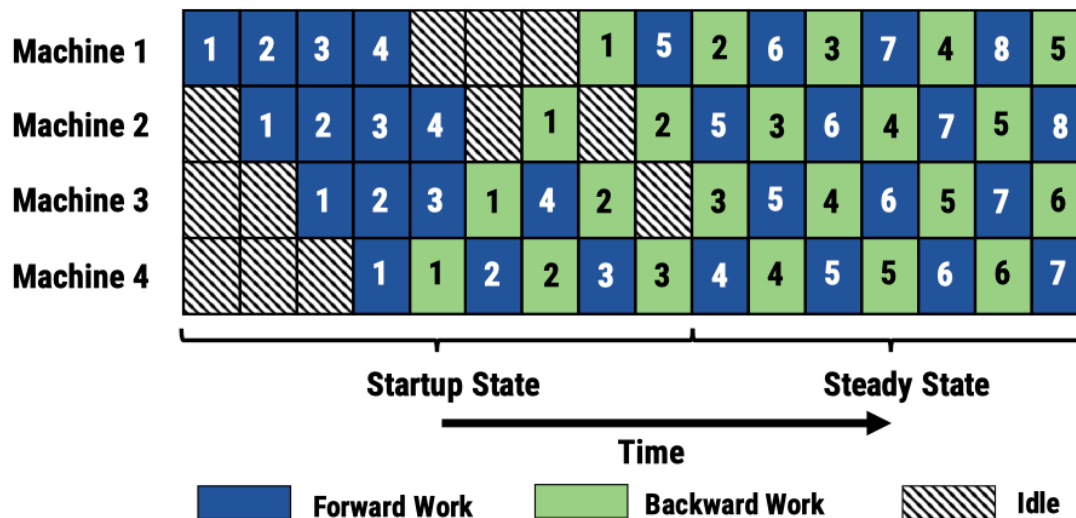 Machine 1 1 2 3 4 1 5 2 6 3 7 4 8 5
Machine 2 1 2 3 4 1 2 5 3 6 4 7 5 8
Machine 3 1 2 3 1 4 2 3 5 4 6 5 7 6
Machine 4 1 1 2 2 3 3 4 4 5 5 6 6 7
Startup State Steady State
Time
Forward Work Backward Work Idle